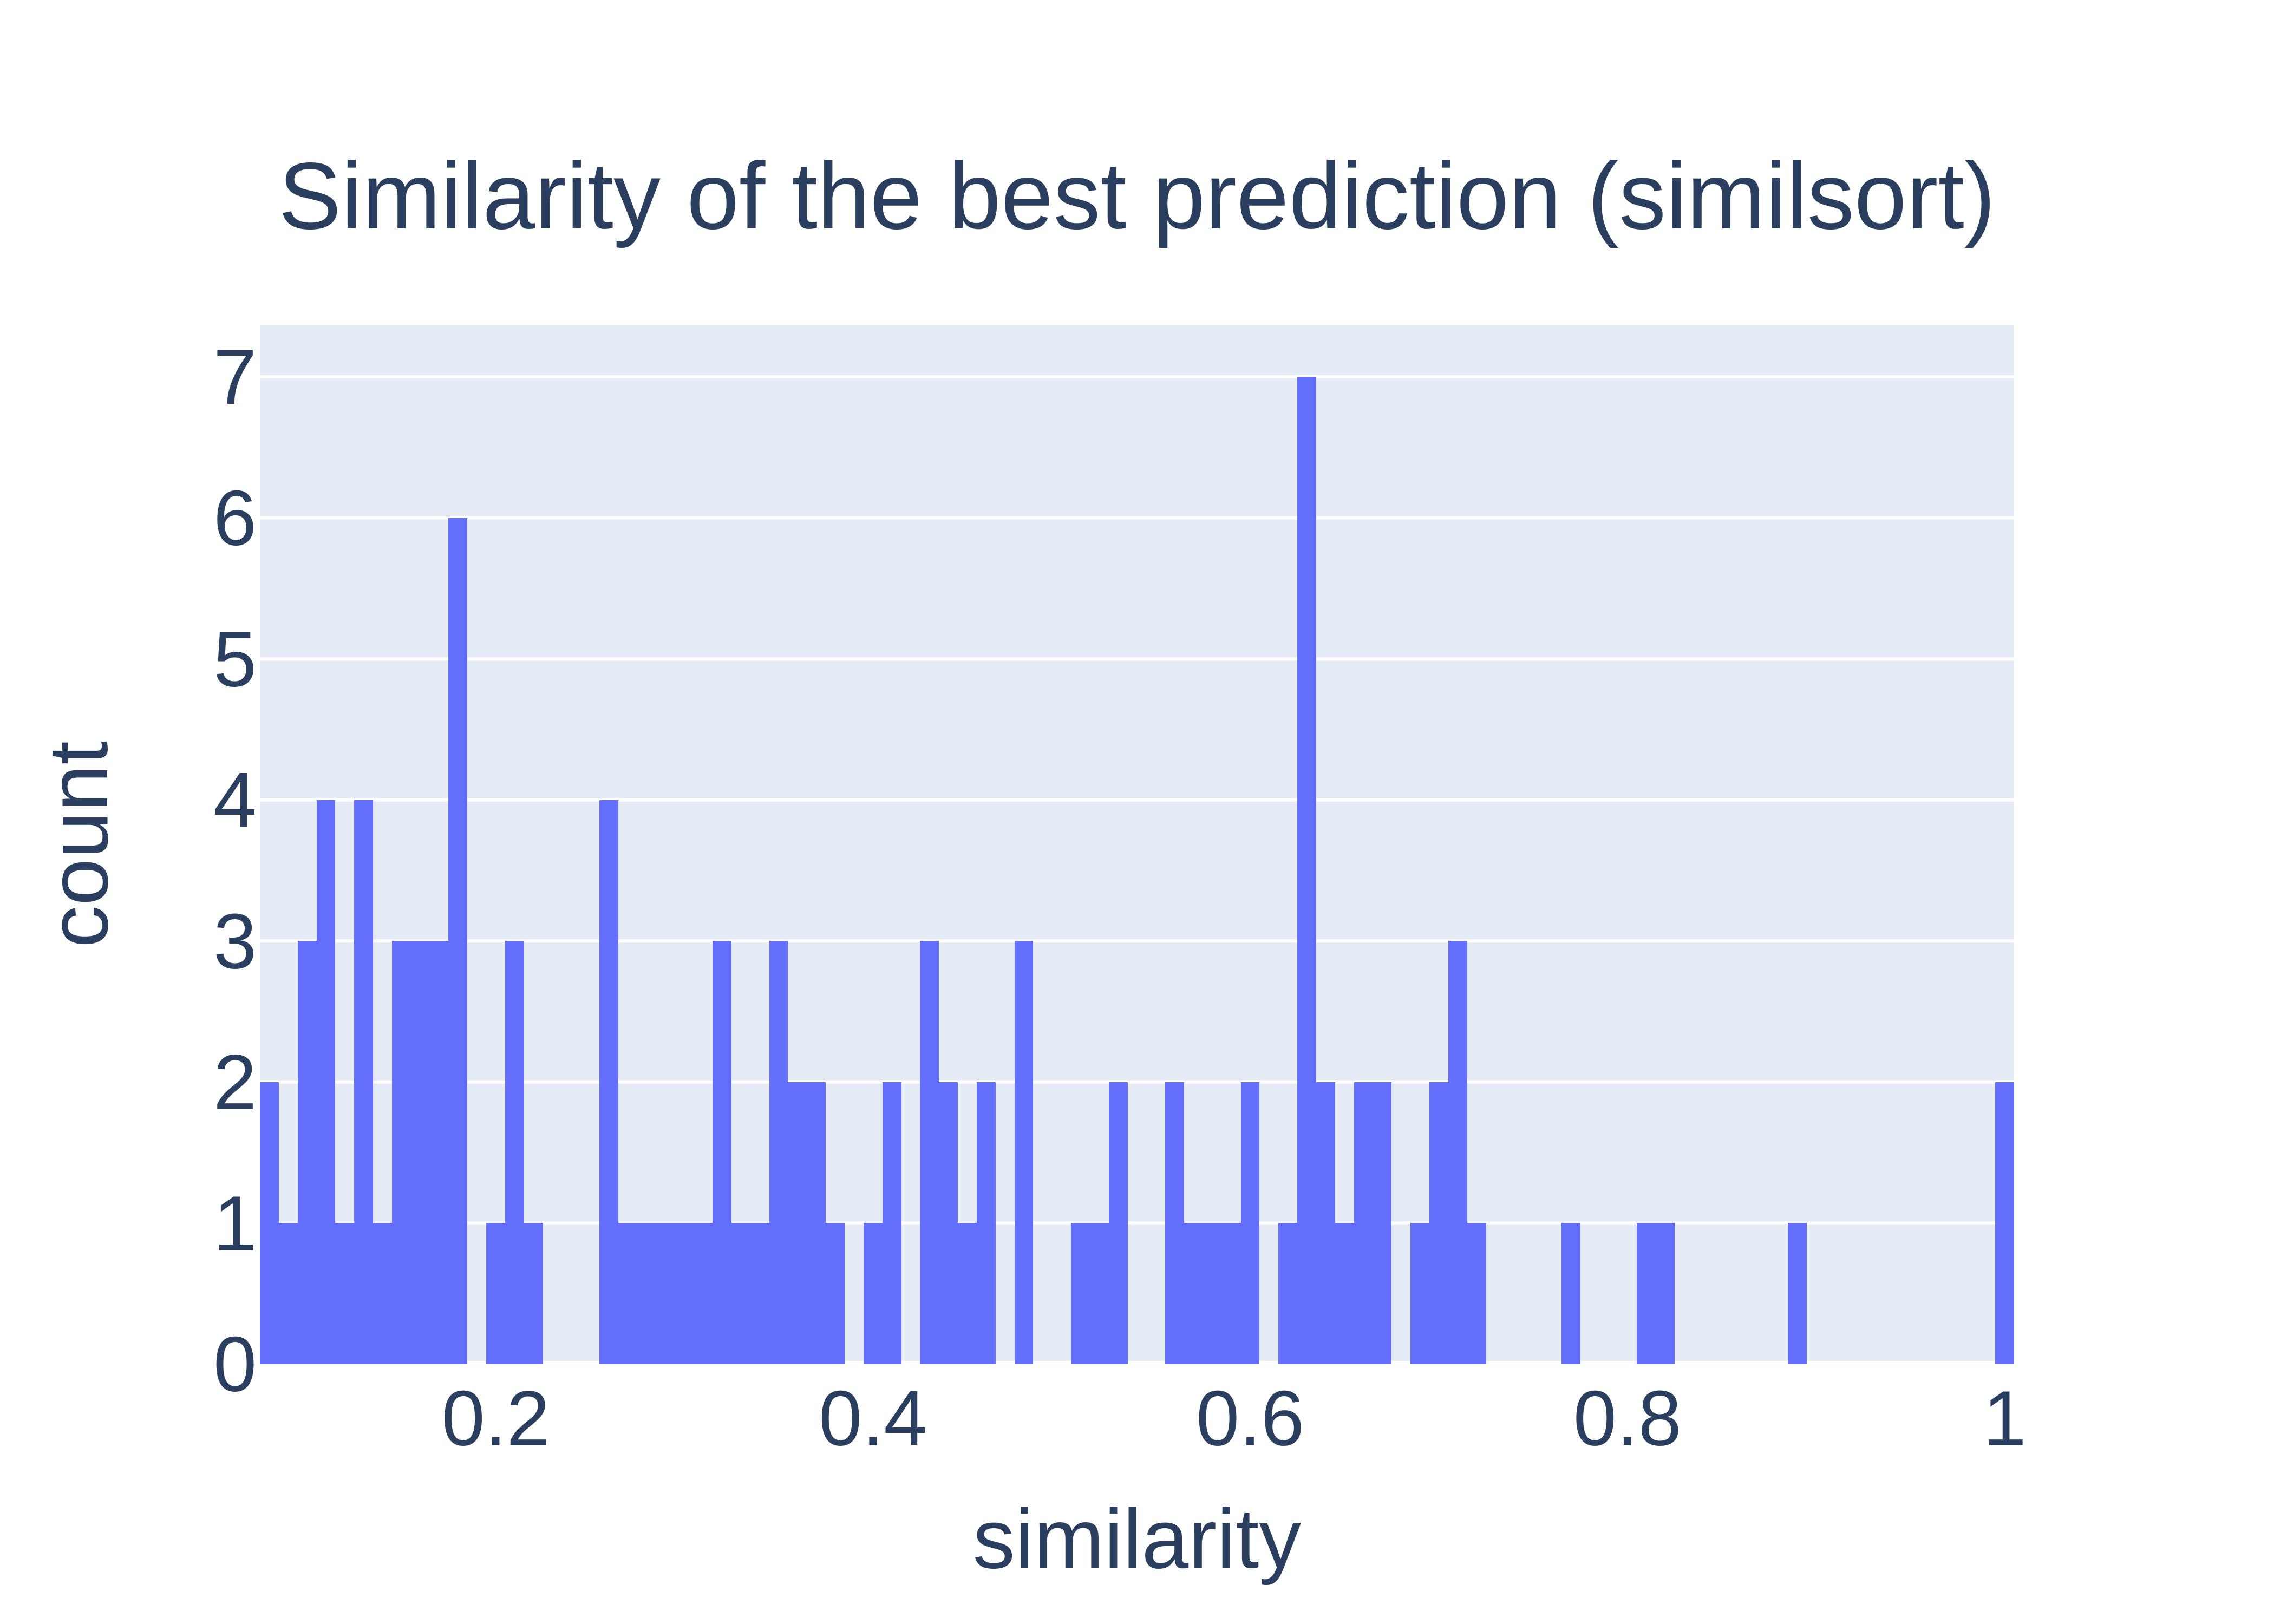 Similarity of the best prediction (similsort)
7
6
5
4
3
2
1
0
count
0.2 0.4 0.6 0.8 1
similarity